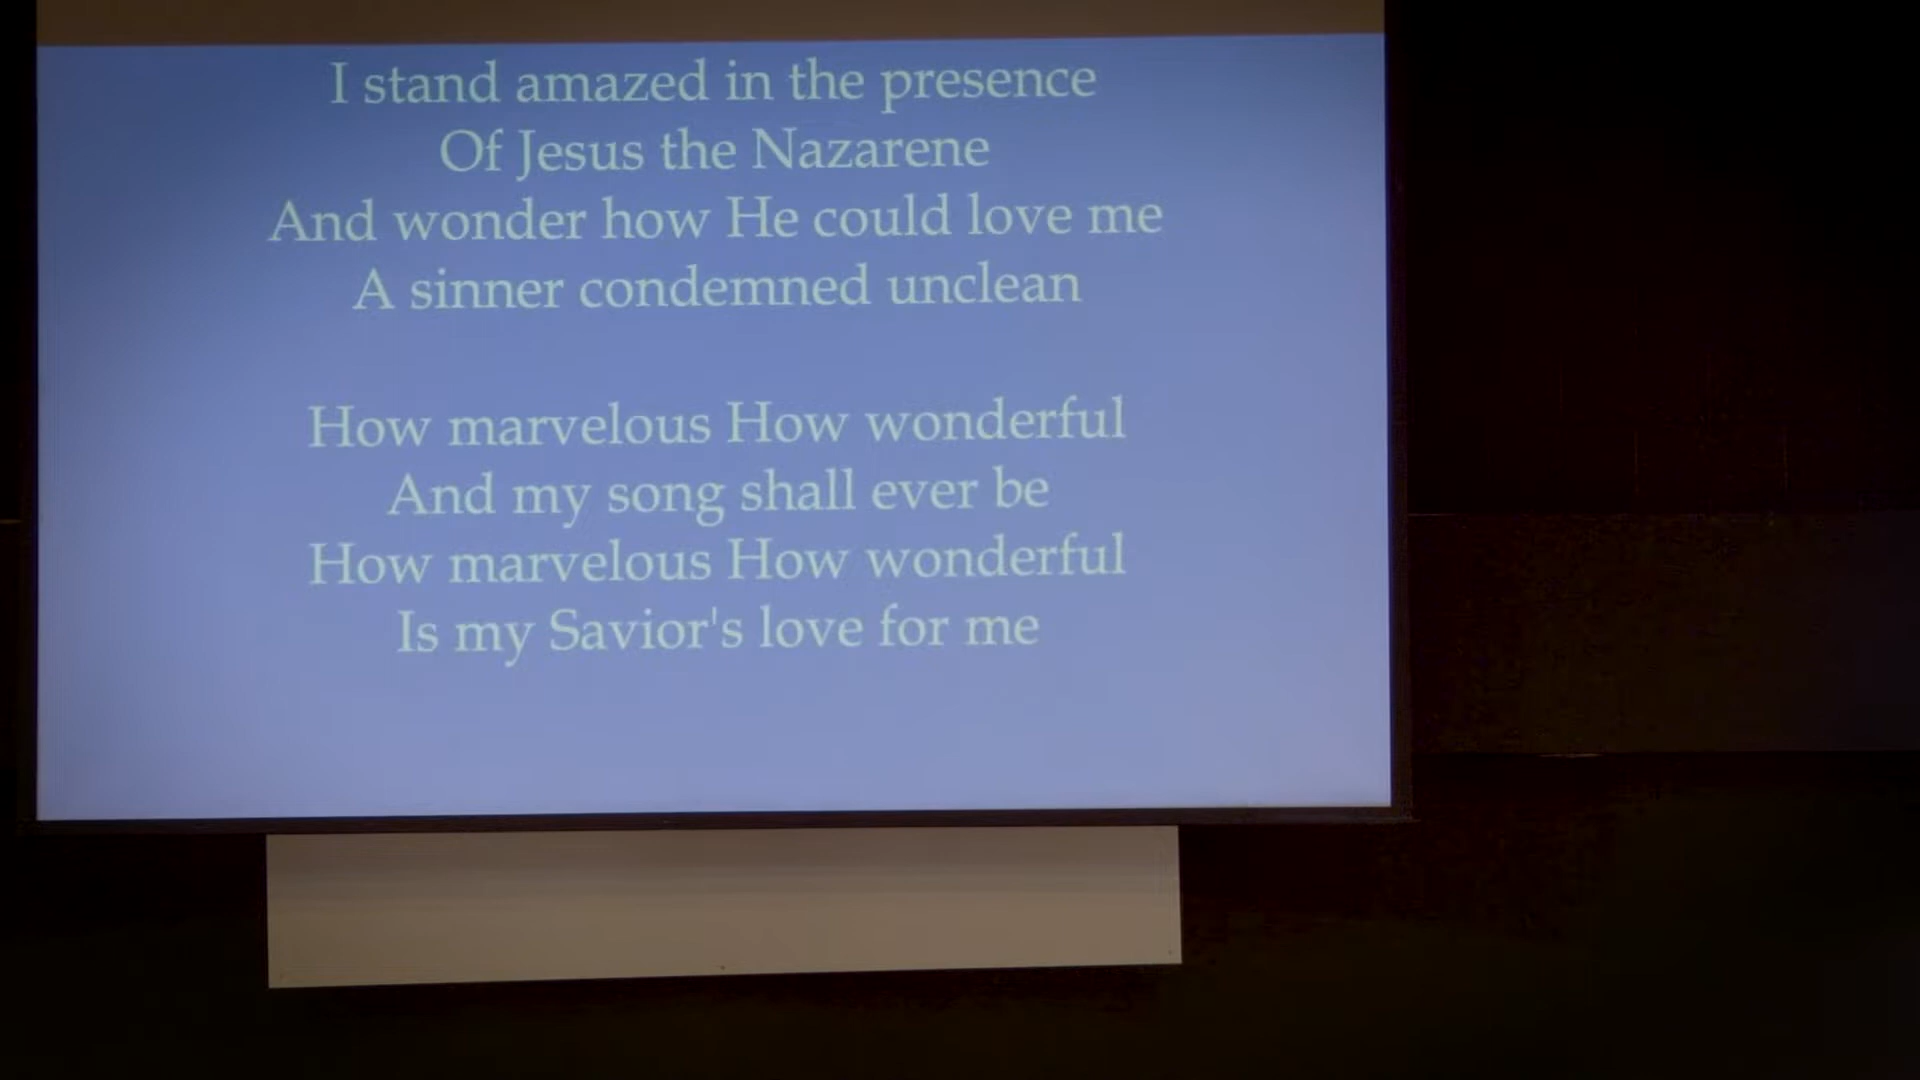 I stand amazed in the presence
Of Jesus the Nazarene
And wonder how He could love me
A sinner condemned unclean
How marvelous How wonderful
And my song shall ever be
How marvelous How wonderful
Is my Savior's love for me